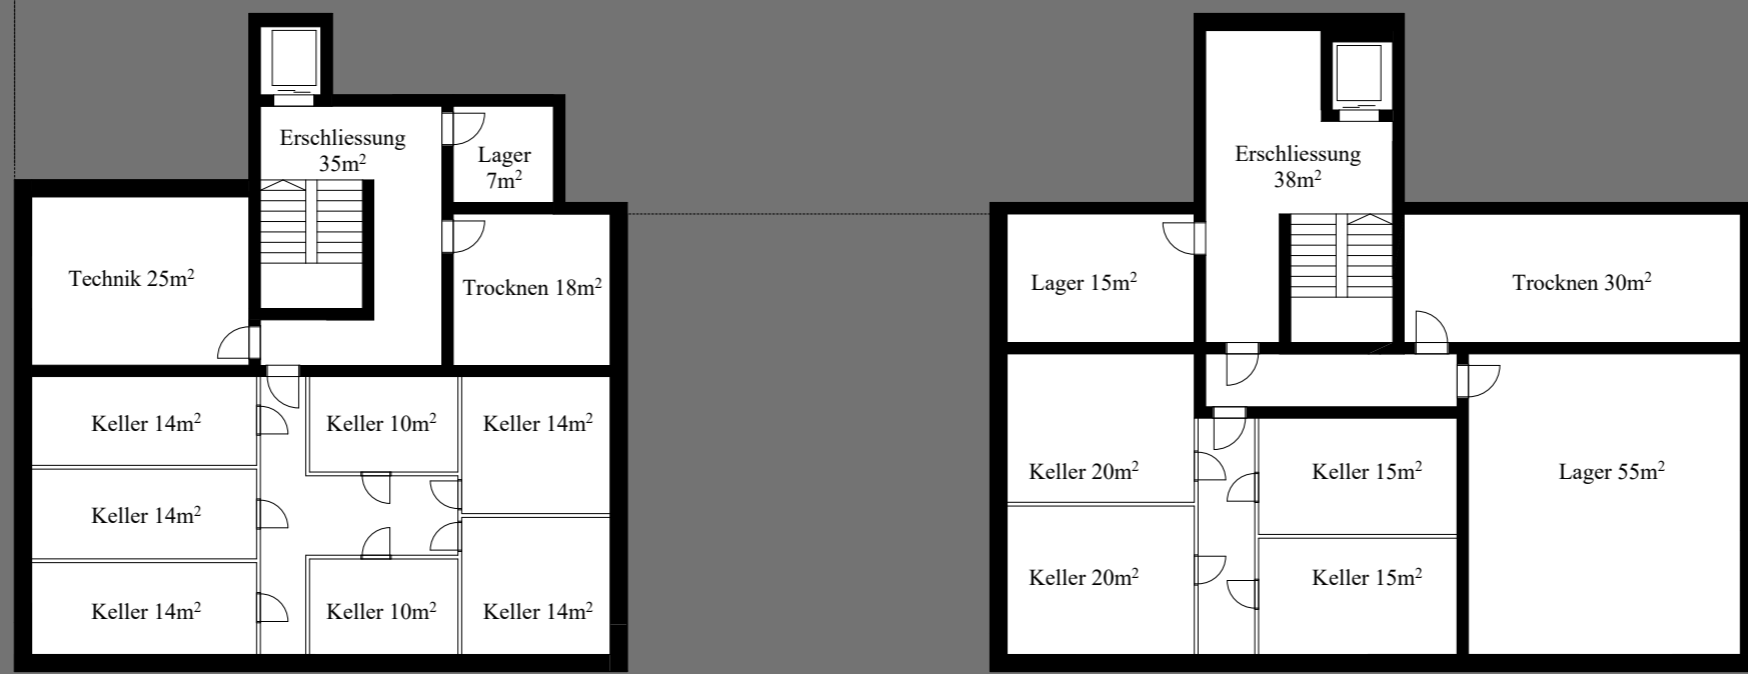 Erschliessung
35m²
Lager
7m²
Technik 25m²
Trocknen 18m²
Keller 14m²
Keller 10m²
Keller 14m²
Keller 14m²
Keller 14m²
Keller 10m²
Keller 14m²
Erschliessung
38m²
Lager 15m²
Trocknen 30m²
Keller 20m²
Keller 15m²
Lager 55m²
Keller 20m²
Keller 15m²